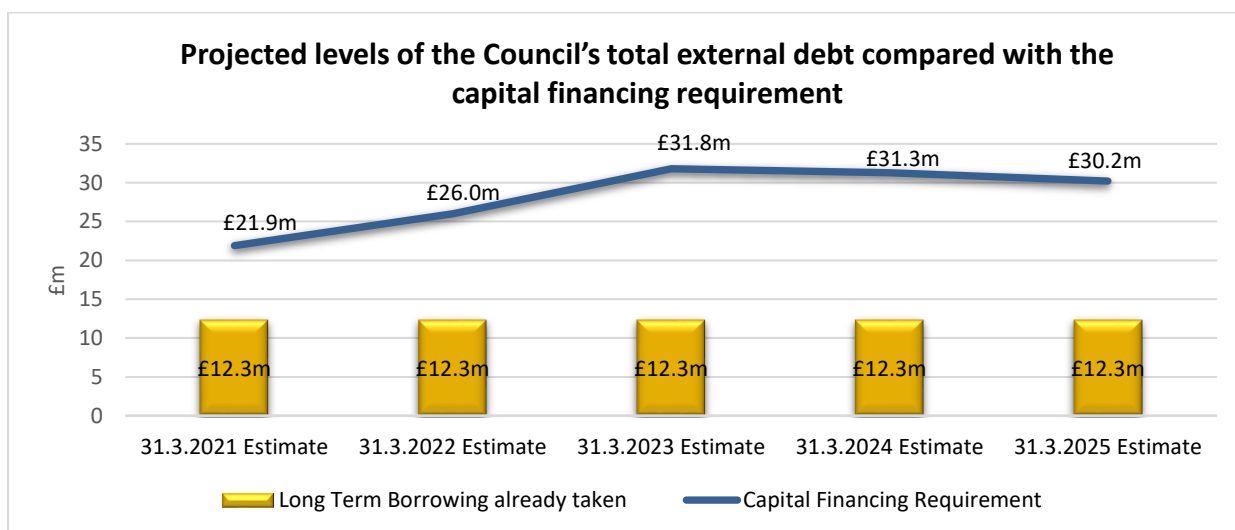 Projected levels of the Council’s total external debt compared with the
capital financing requirement
35
30
25
20
15
10
5
0
£m
£21.9m
£26.0m
£31.8m
£31.3m
£30.2m
£12.3m
£12.3m
£12.3m
£12.3m
£12.3m
31.3.2021 Estimate
31.3.2022 Estimate
31.3.2023 Estimate
31.3.2024 Estimate
31.3.2025 Estimate
Long Term Borrowing already taken
Capital Financing Requirement